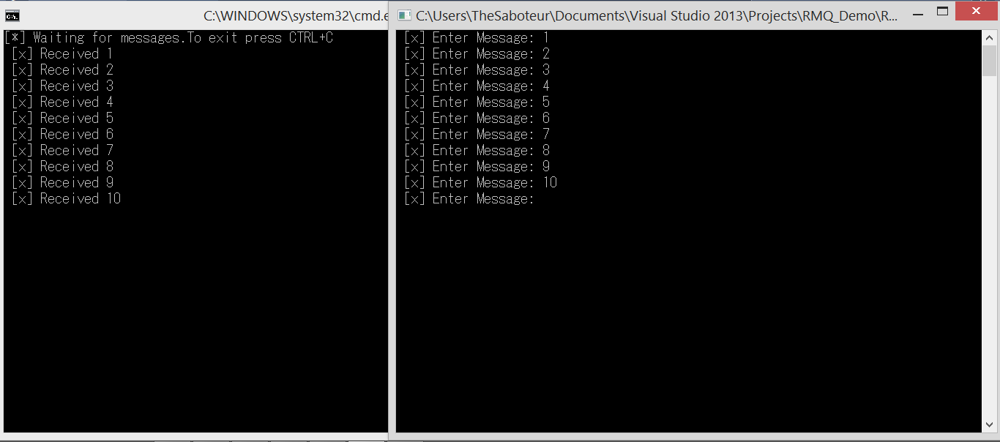 C:\WINDOWS\system32\cmd.e
[*] Waiting for messages.To exit press CTRL+C
[x] Received 1
[x] Received 2
[x] Received 3
[x] Received 4
[x] Received 5
[x] Received 6
[x] Received 7
[x] Received 8
[x] Received 9
[x] Received 10
C:\Users\TheSaboteur\Documents\Visual Studio 2013\Projects\RMQ_Demo\R...
[x] Enter Message: 1
[x] Enter Message: 2
[x] Enter Message: 3
[x] Enter Message: 4
[x] Enter Message: 5
[x] Enter Message: 6
[x] Enter Message: 7
[x] Enter Message: 8
[x] Enter Message: 9
[x] Enter Message: 10
[x] Enter Message: